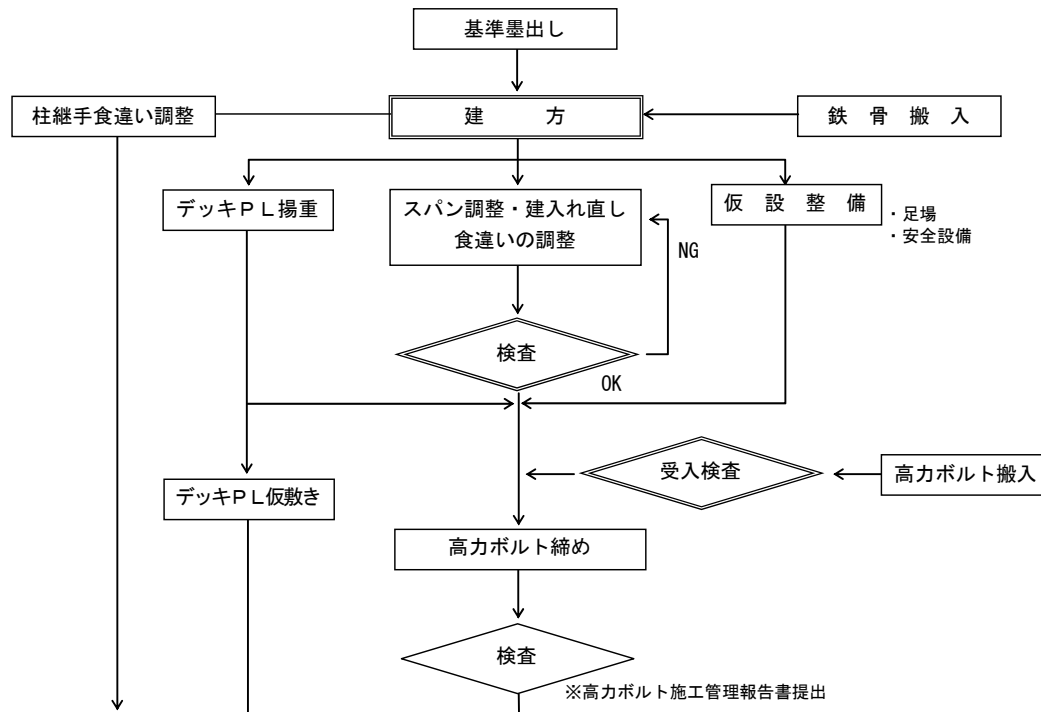 基準墨出し
柱継手食違い調整
建　　　方
鉄　骨　搬　入
デッキＰＬ揚重
スパン調整・建入れ直し
食違いの調整
仮　設　整　備
・足場
・安全設備
NG
検査
OK
受入検査
高力ボルト搬入
デッキＰＬ仮敷き
高力ボルト締め
検査
※高力ボルト施工管理報告書提出